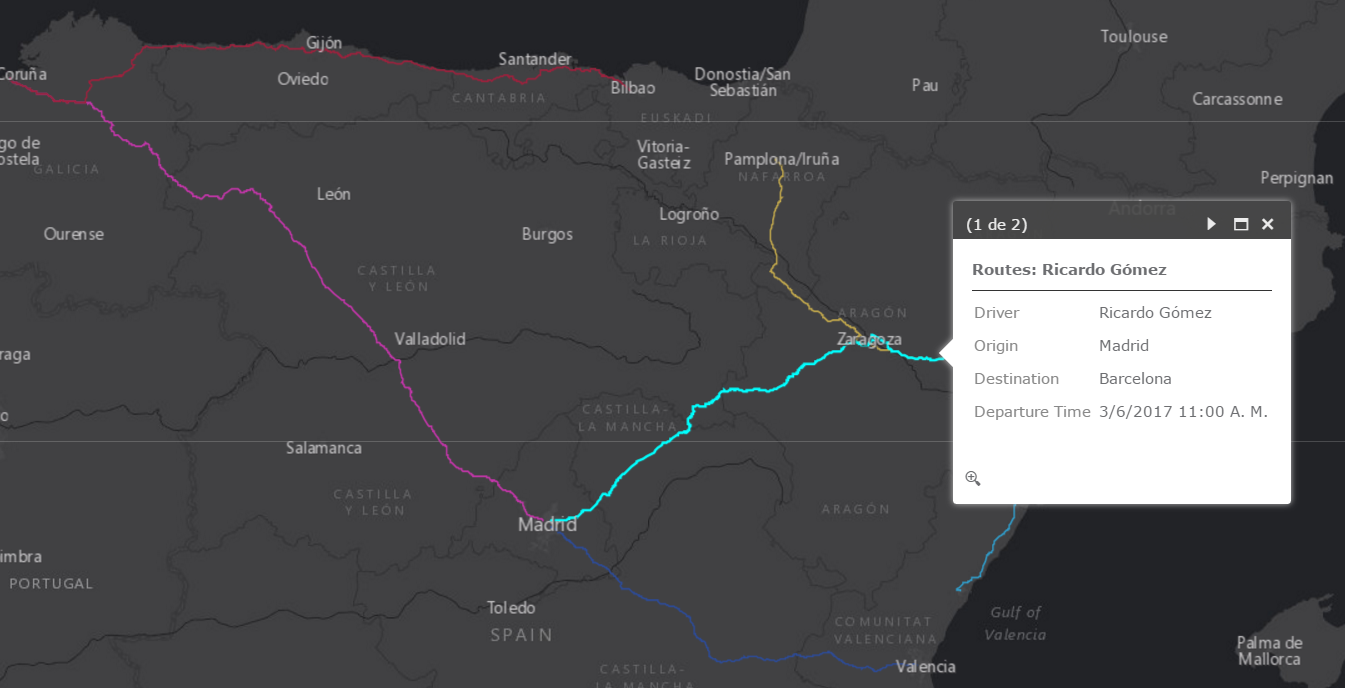 Gijón
Toulouse
Santander
Coruña
Donostia/San
Sebastián
Oviedo
Bilbao
Pau
CANTABRIA
Carcassonne
EUSKADI
go de
ostela
GALICIA
Vitoria-
Gasteiz
Pamplona/Iruña
NAFARROA
Perpignan
León
Andorra
Logroño
Ourense
Burgos
LA RIOJA
CASTILLA
Y LEÓN
ARAGÓN
Valladolid
Zaragoza
raga
(1 de 2)
Routes: Ricardo Gómez
Driver Ricardo Gómez
Origin Madrid
Destination Barcelona
Departure Time 3/6/2017 11:00 A. M.
CASTILLA-
LA MANCHA
o
Salamanca
CASTILLA
Y LEÓN
ARAGÓN
Madrid
imbra
PORTUGAL
Toledo
SPAIN
Gulf of
Valencia
COMUNITAT
VALENCIANA
Palma de
Mallorca
Valencia
CASTILLA-
LA MANCHA